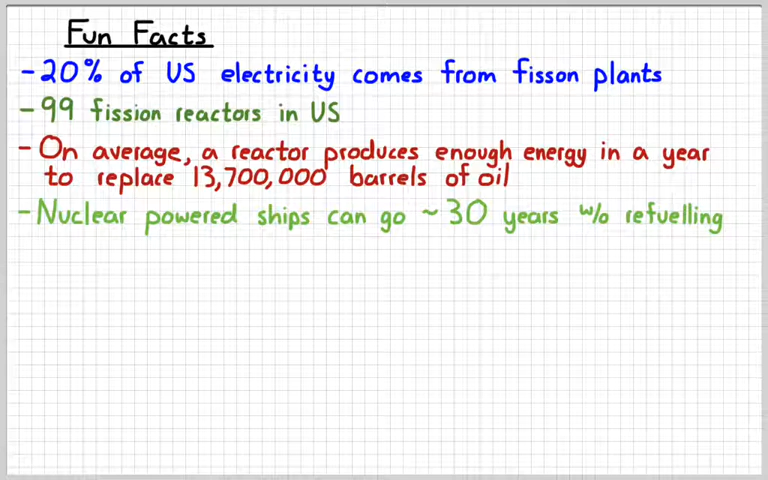 Fun Facts
-20% of US electricity comes from fisson plants
-99 fission reactors in US
-On average, a reactor produces enough energy in a year
to replace 13,700,000 barrels of oil
-Nuclear powered ships can go ~30 years w/o refuelling